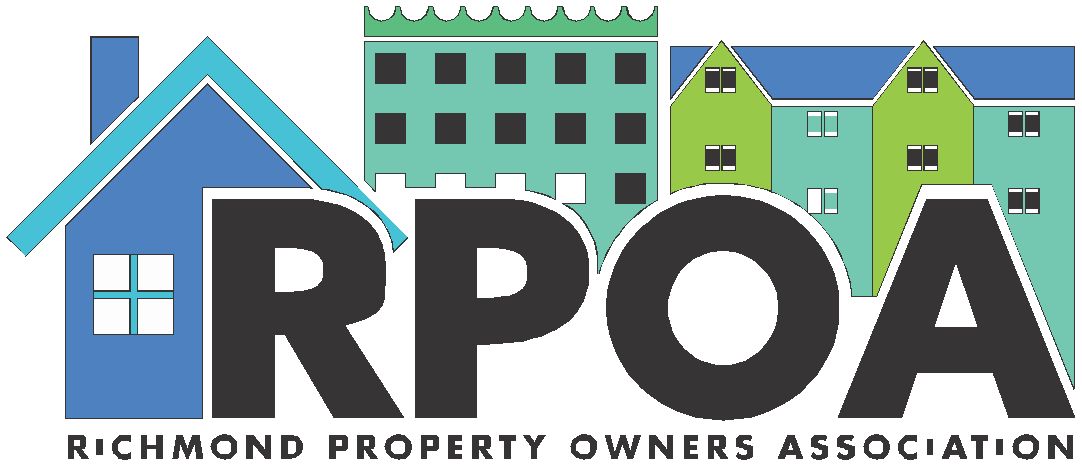 RPOA
RICHMOND PROPERTY OWNERS ASSOCIATION